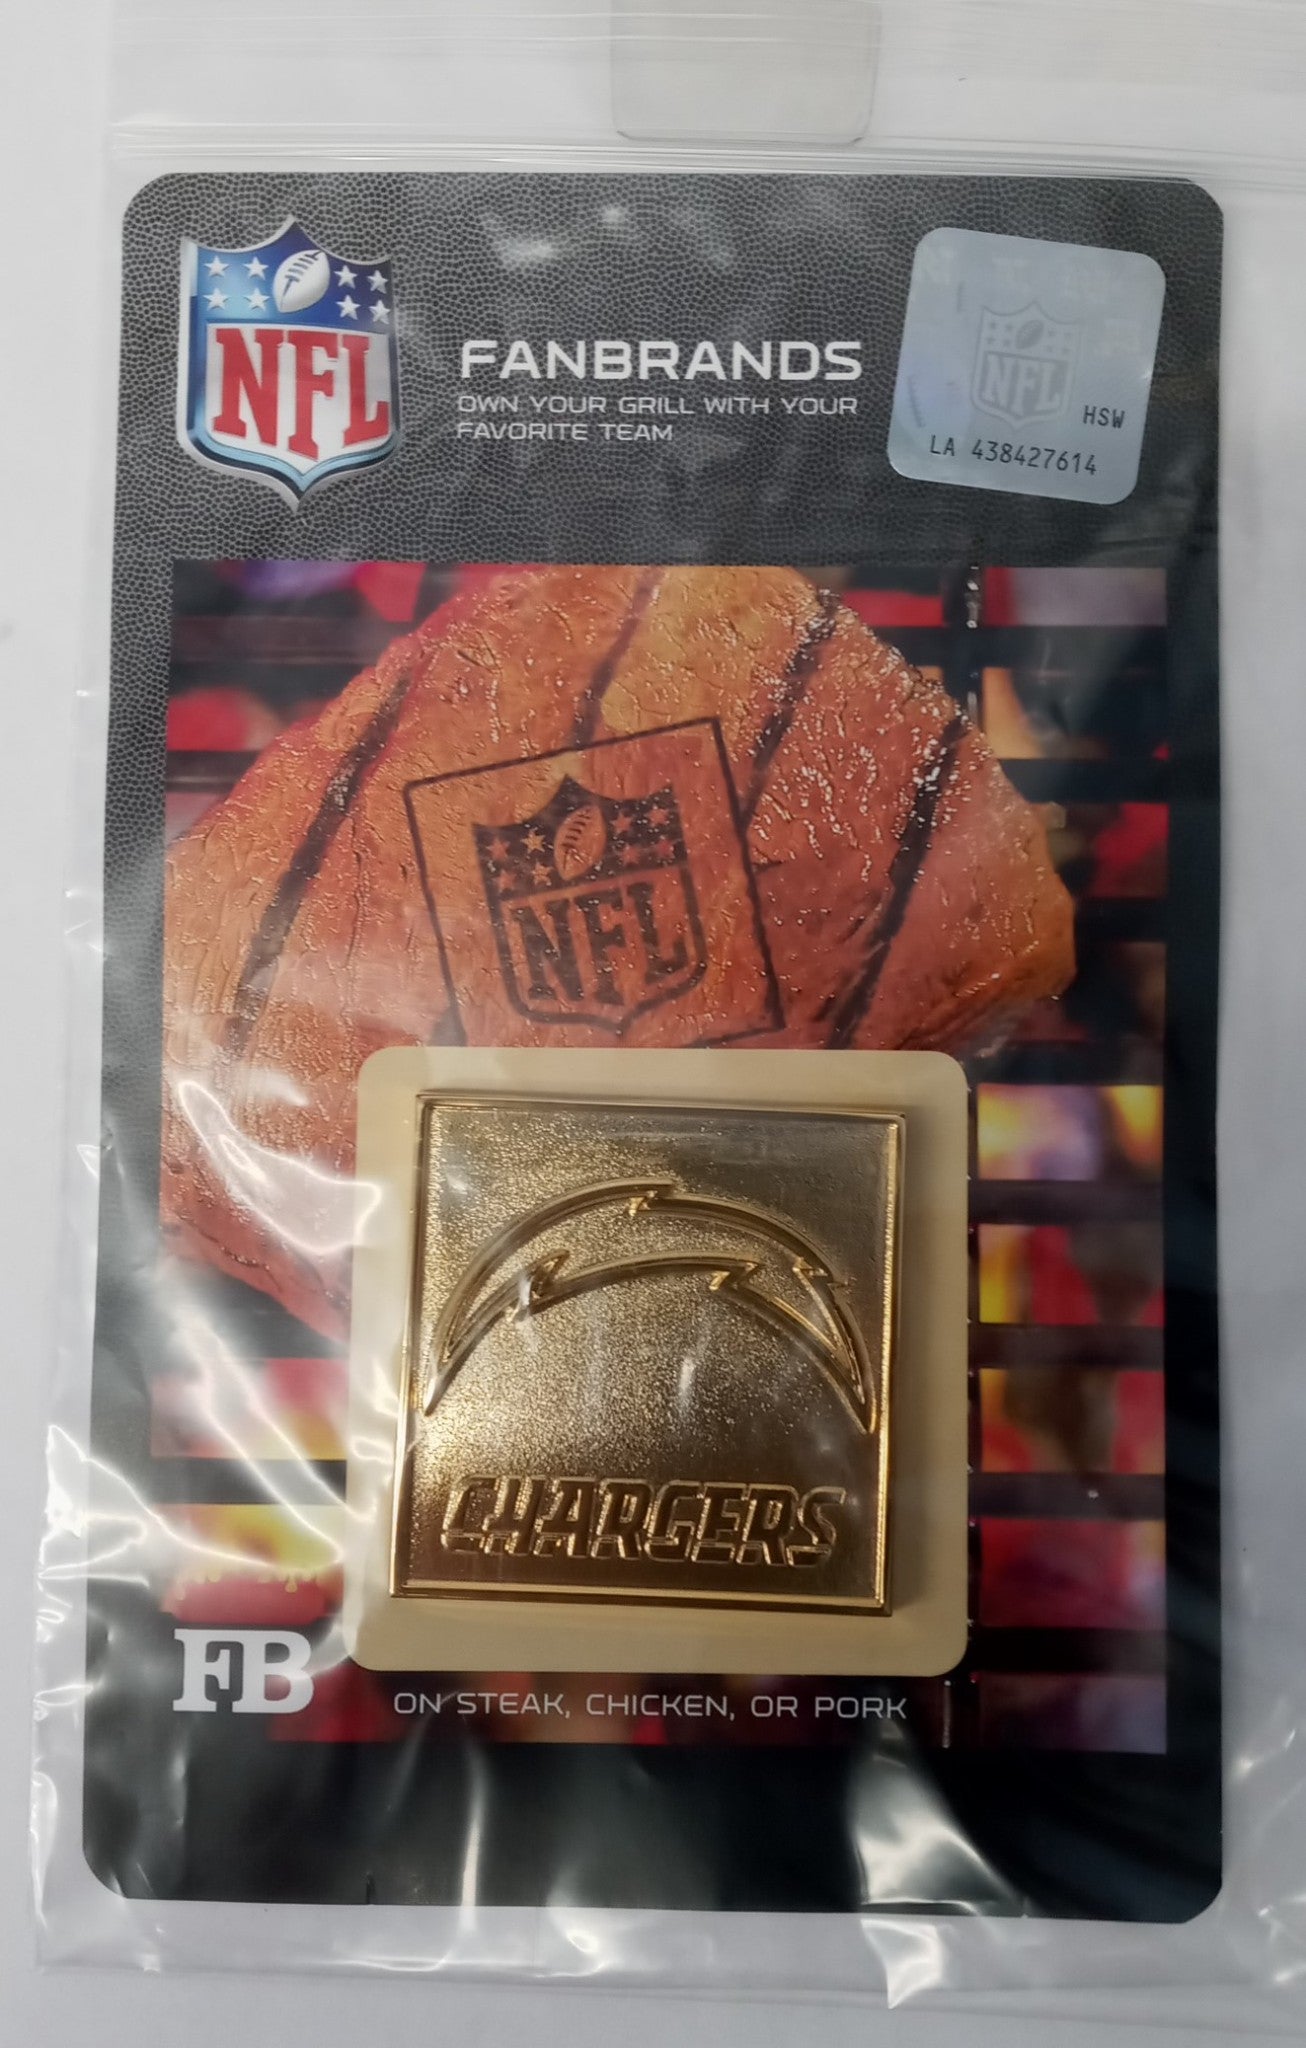 NFL
FANBRANDS
OWN YOUR GRILL WITH YOUR
FAVORITE TEAM
NFL
HSW
LA 438427614
NFL
CHARGERS
FB
ON STEAK, CHICKEN, OR PORK